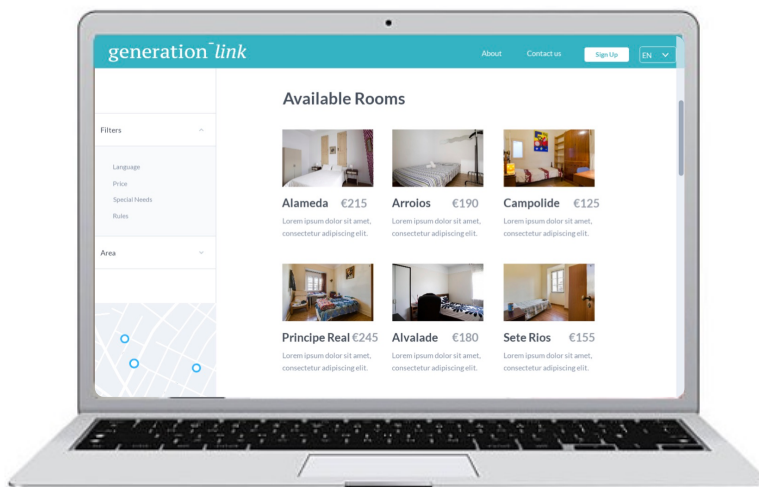 generation‾link
About
Contact us
Sign Up
EN
Filters
Language
Price
Special Needs
Rules
Area
Available Rooms
Alameda €215
Lorem ipsum dolor sit amet,
consectetur adipiscing elit.
Arroios €190
Lorem ipsum dolor sit amet,
consectetur adipiscing elit.
Campolide €125
Lorem ipsum dolor sit amet,
consectetur adipiscing elit.
Principe Real €245
Lorem ipsum dolor sit amet,
consectetur adipiscing elit.
Alvalade €180
Lorem ipsum dolor sit amet,
consectetur adipiscing elit.
Sete Rios €155
Lorem ipsum dolor sit amet,
consectetur adipiscing elit.